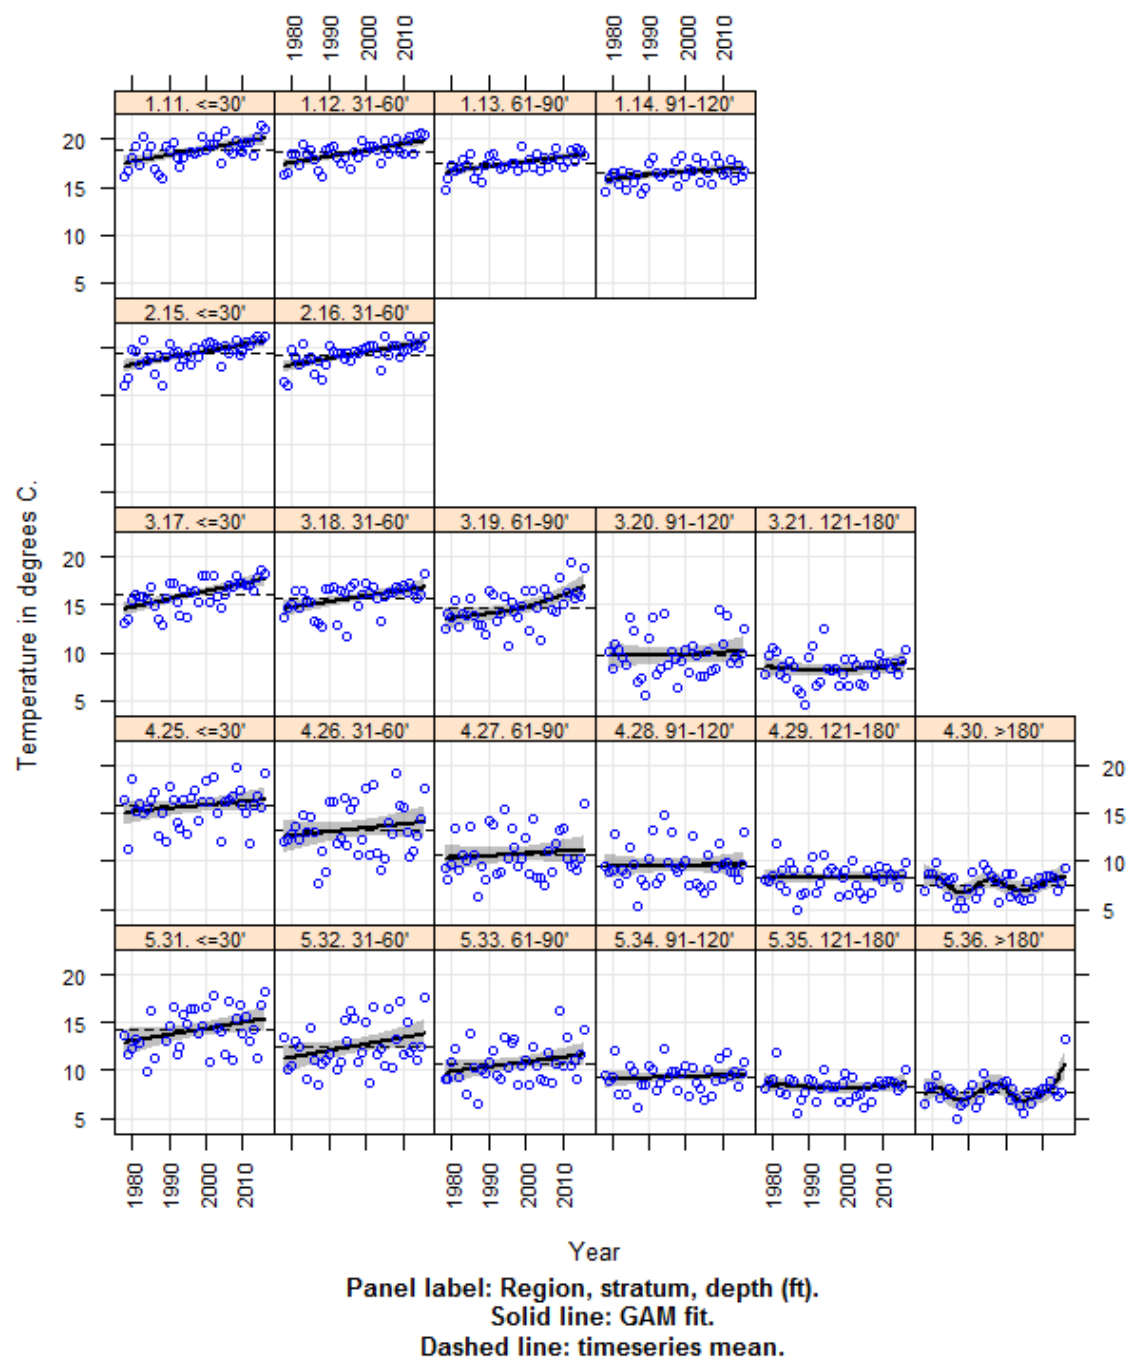 1980 1990 2000 2010 1980 1990 2000 2010
1.11. <=30' 1.12. 31-60' 1.13. 61-90' 1.14. 91-120'
20
15
10
5
2.15. <=30' 2.16. 31-60'
3.17. <=30' 3.18. 31-60' 3.19. 61-90' 3.20. 91-120' 3.21. 121-180'
20
15
10
5
4.25. <=30' 4.26. 31-60' 4.27. 61-90' 4.28. 91-120' 4.29. 121-180' 4.30. >180'
20
15
10
5
5.31. <=30' 5.32. 31-60' 5.33. 61-90' 5.34. 91-120' 5.35. 121-180' 5.36. >180'
20
15
10
5
1980 1990 2000 2010 1980 1990 2000 2010 1980 1990 2000 2010
Temperature in degrees C.
Year
Panel label: Region, stratum, depth (ft).
Solid line: GAM fit.
Dashed line: timeseries mean.